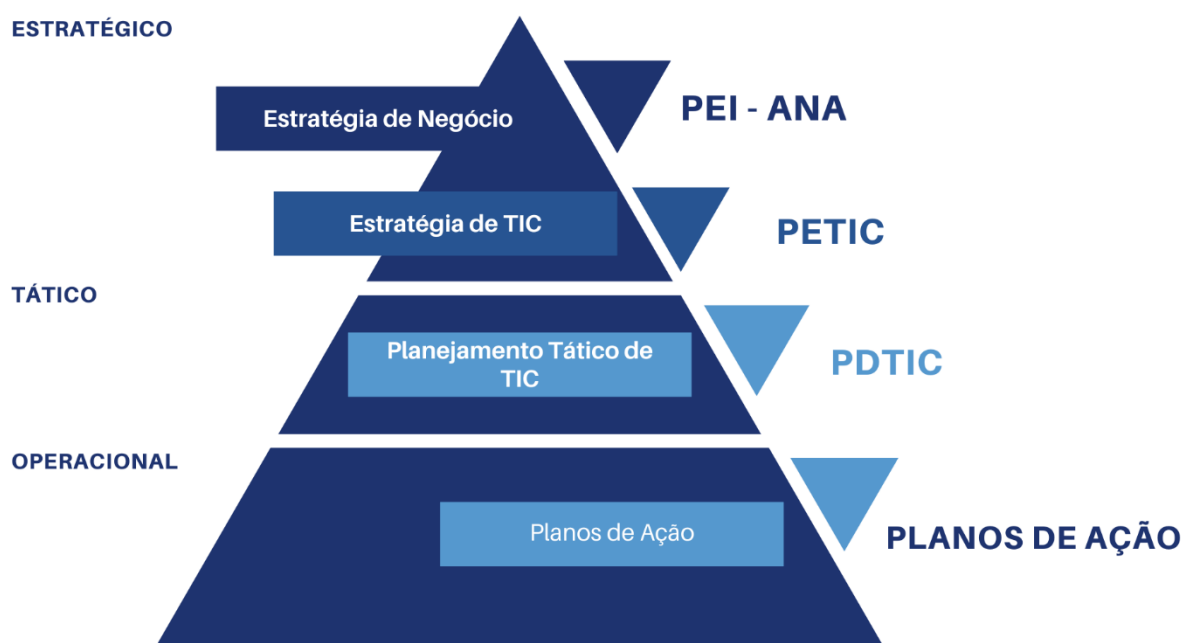 ESTRATÉGICO
Estratégia de Negócio
PEI - ANA
Estratégia de TIC
PETIC
TÁTICO
Planejamento Tático de
TIC
PDTIC
OPERACIONAL
Planos de Ação
PLANOS DE AÇÃO